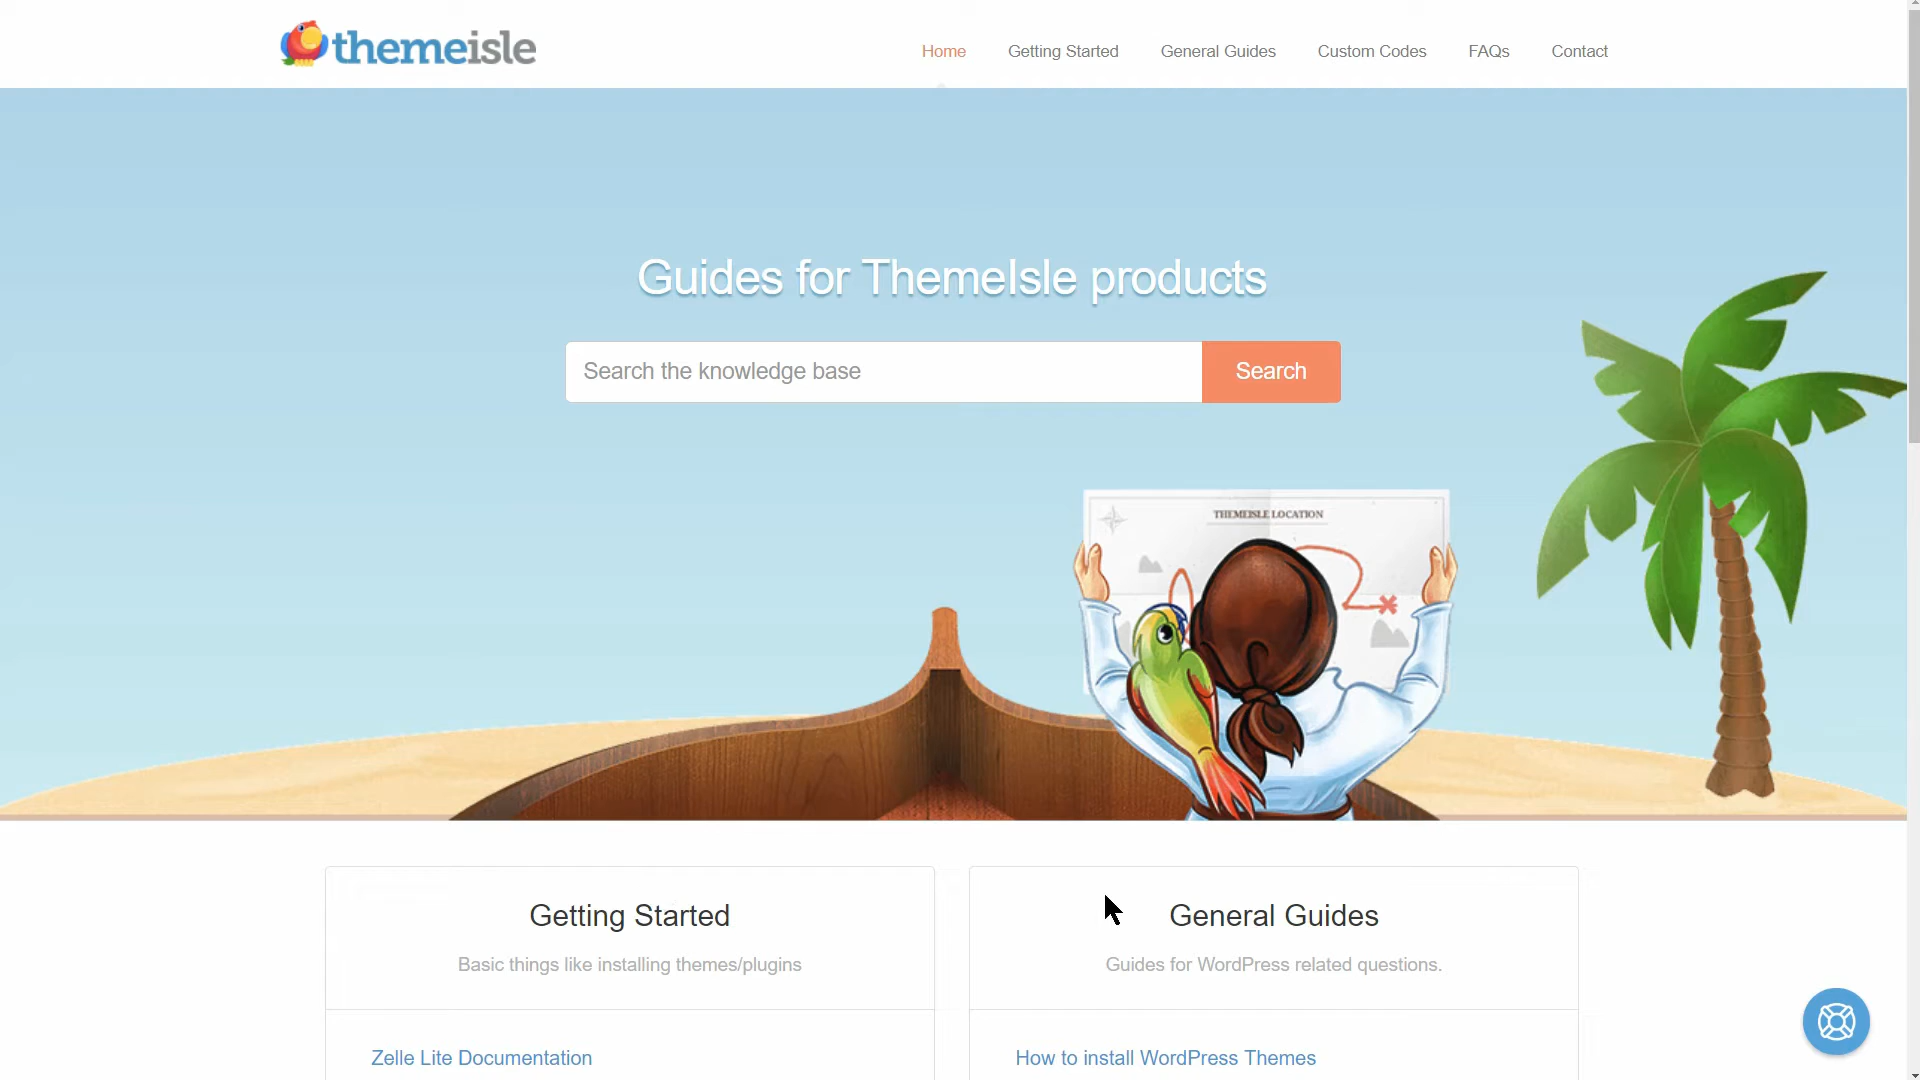 themeisle
Home
Getting Started
General Guides
Custom Codes
FAQs
Contact
Guides for ThemeIsle products
Search the knowledge base
Search
THEMEISLE LOCATION
Getting Started
Basic things like installing themes/plugins
Zelle Lite Documentation
General Guides
Guides for WordPress related questions.
How to install WordPress Themes